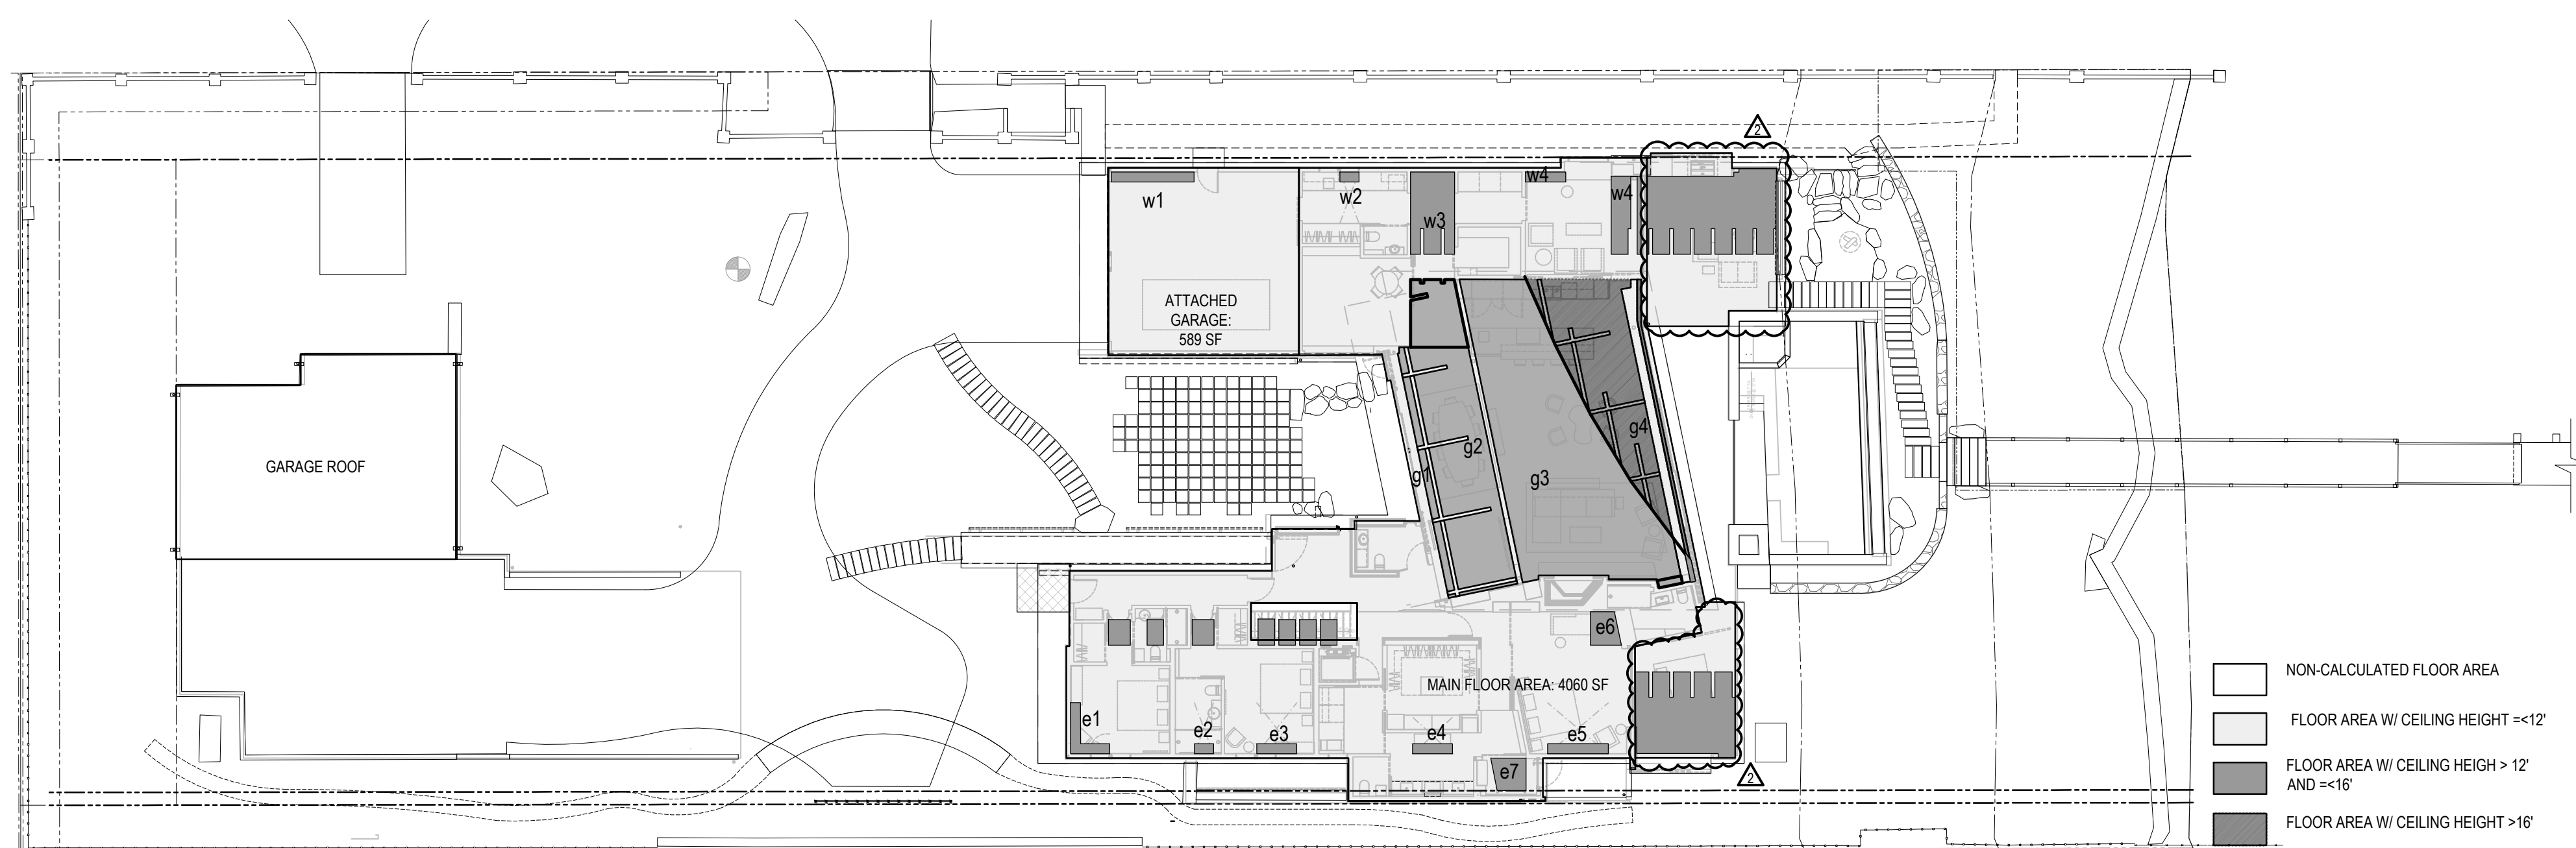 2
w1
w2
w3
w4
w4
ATTACHED
GARAGE:
589 SF
GARAGE ROOF
g1
g2
g3
g4
e6
MAIN FLOOR AREA: 4060 SF
e1
e2
e3
e4
e5
e7
2
NON-CALCULATED FLOOR AREA
FLOOR AREA W/ CEILING HEIGHT =<12'
FLOOR AREA W/ CEILING HEIGH > 12'
AND =<16'
FLOOR AREA W/ CEILING HEIGHT >16'